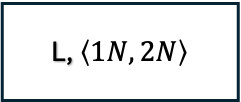 L, ⟨1N, 2N⟩